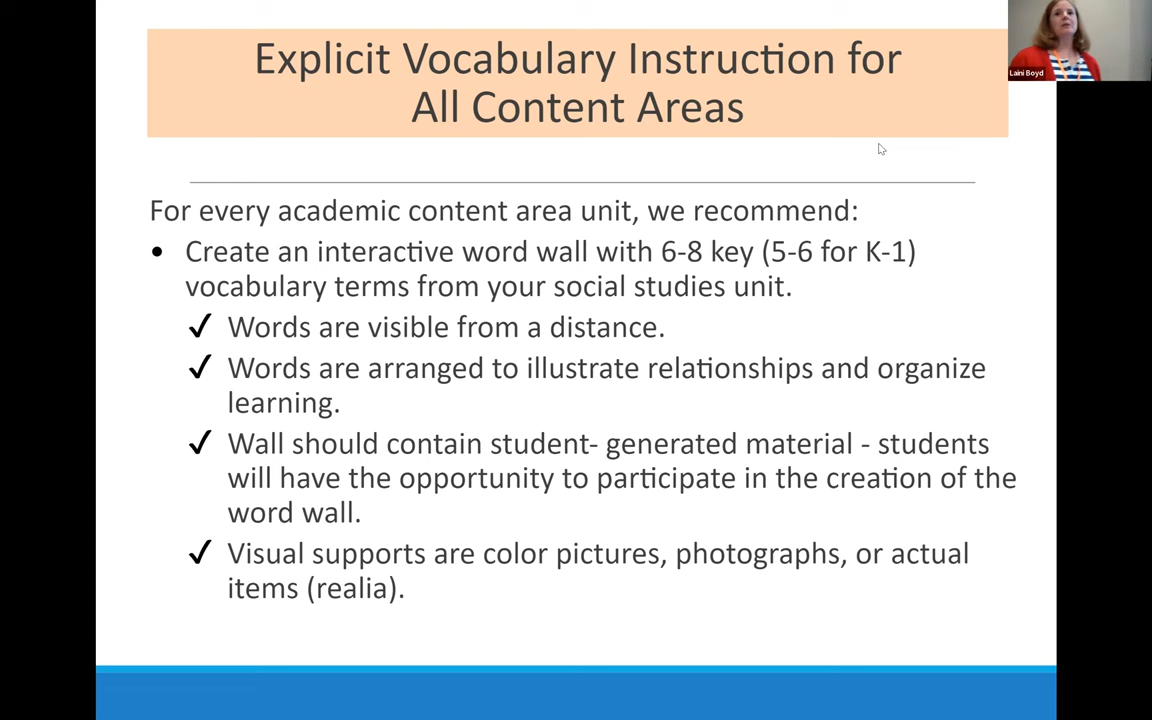 Explicit Vocabulary Instruction for
All Content Areas
Laini Boyd
For every academic content area unit, we recommend:
• Create an interactive word wall with 6-8 key (5-6 for K-1)
vocabulary terms from your social studies unit.
✓ Words are visible from a distance.
✓ Words are arranged to illustrate relationships and organize
learning.
✓ Wall should contain student- generated material - students
will have the opportunity to participate in the creation of the
word wall.
✓ Visual supports are color pictures, photographs, or actual
items (realia).